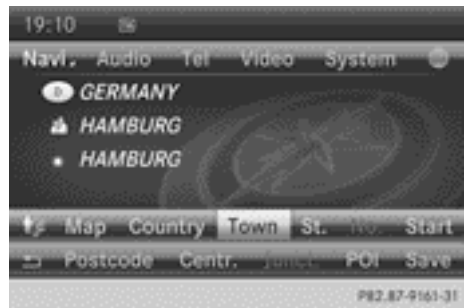 19:10
Navi. Audio Tel Video System
D GERMANY
HAMBURG
HAMBURG
Map Country Town St. No. Start
Postcode Centr. Junct. POI Save
P82.87-9161-31